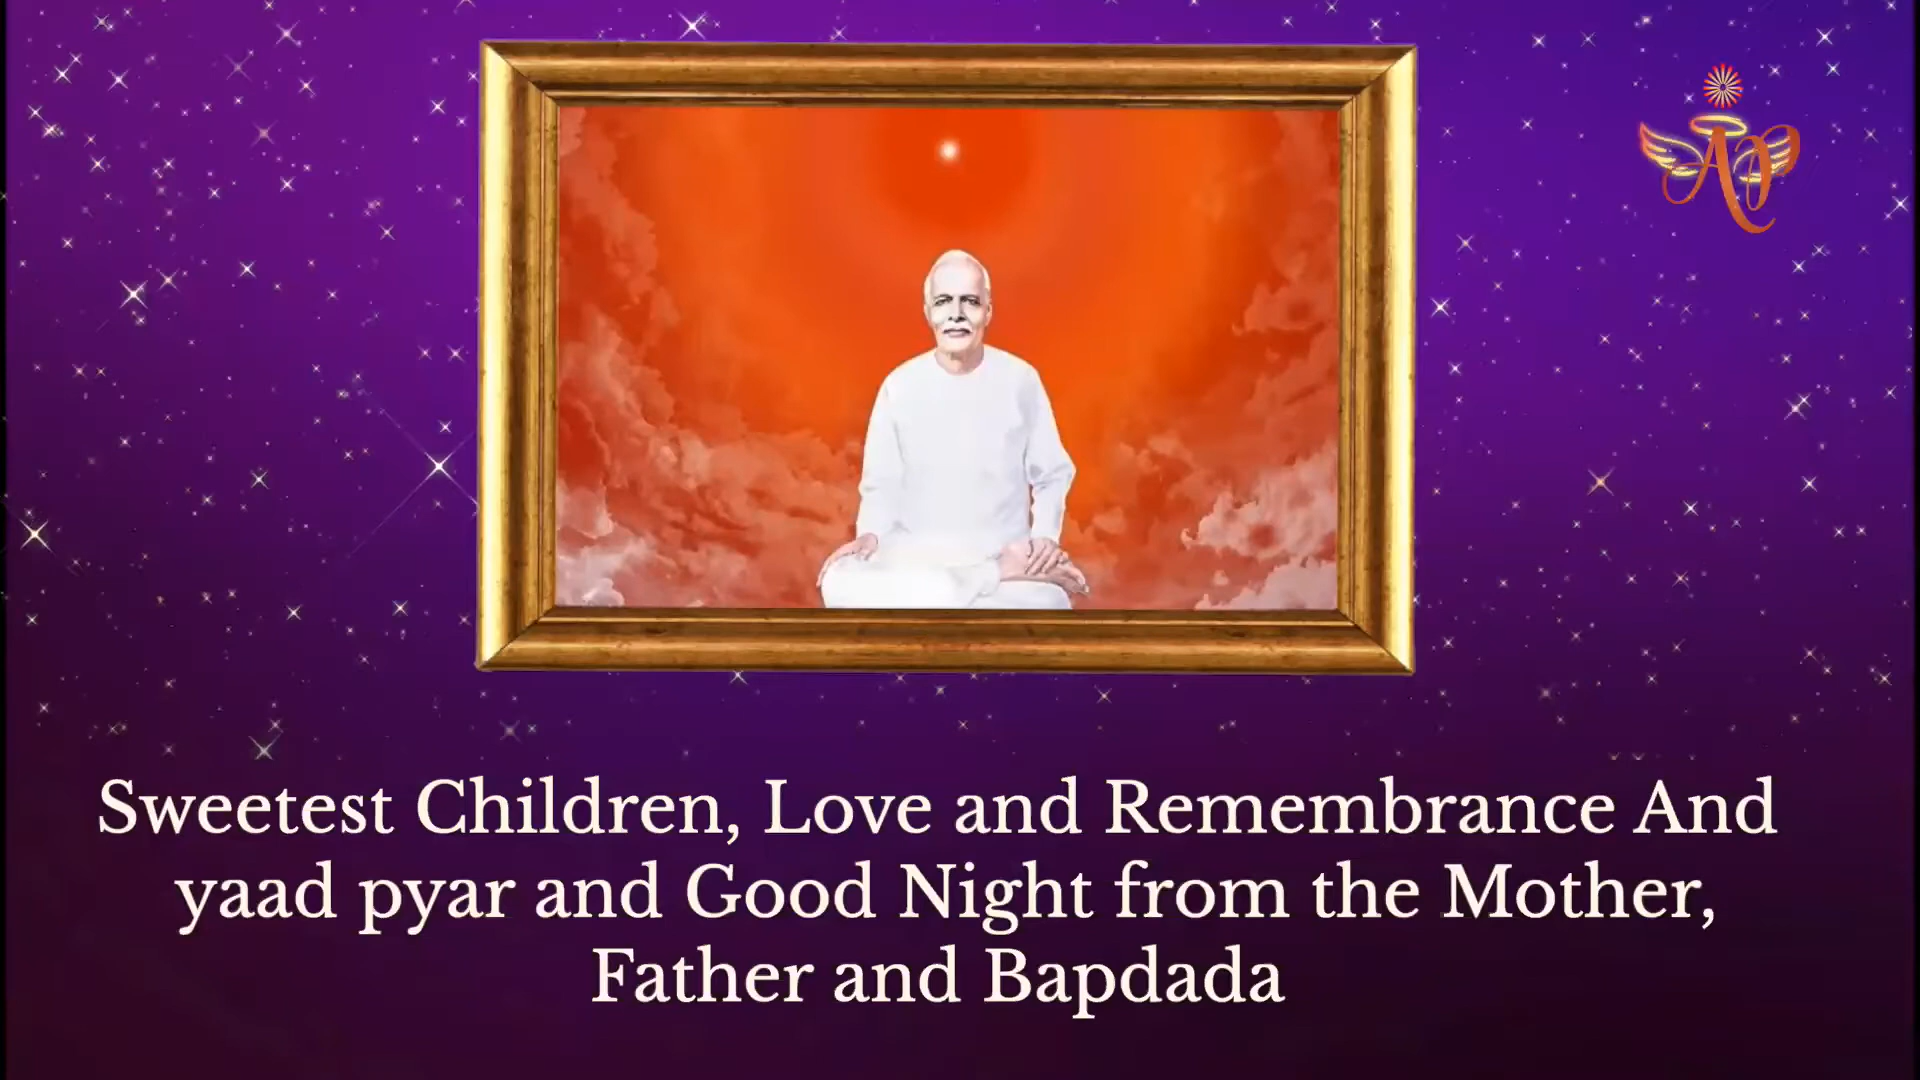 Sweetest Children, Love and Remembrance And
yaad pyar and Good Night from the Mother,
Father and Bapdada